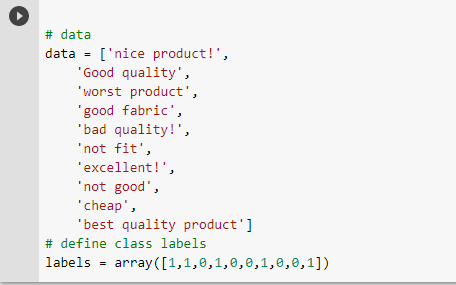 # data
data = ['nice product!',
    'Good quality',
    'worst product',
    'good fabric',
    'bad quality!',
    'not fit',
    'excellent!',
    'not good',
    'cheap',
    'best quality product']
# define class labels
labels = array([1,1,0,1,0,0,1,0,0,1])